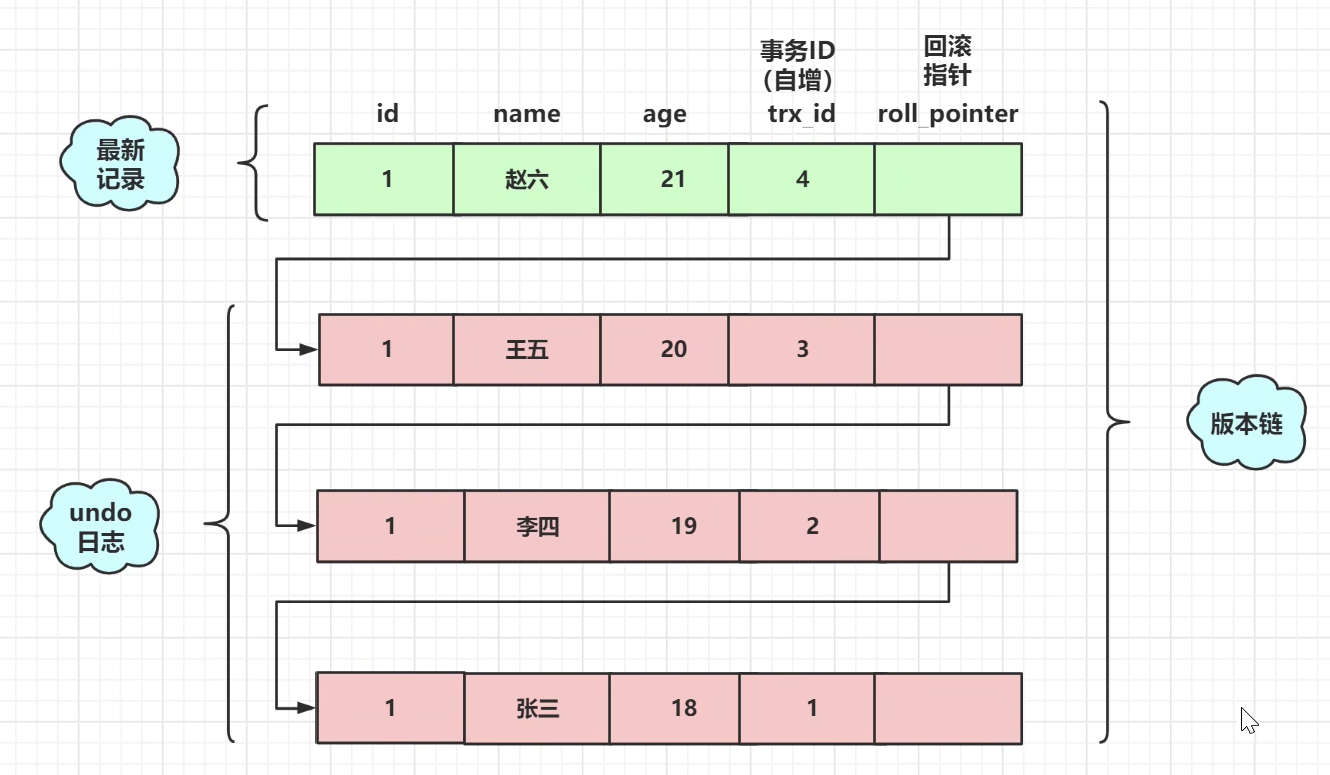 事务ID
（自增）
回滚
指针
id name age trx_id roll_pointer
最新
记录
1 赵六 21 4
1 王五 20 3
版本链
undo
日志
1 李四 19 2
1 张三 18 1